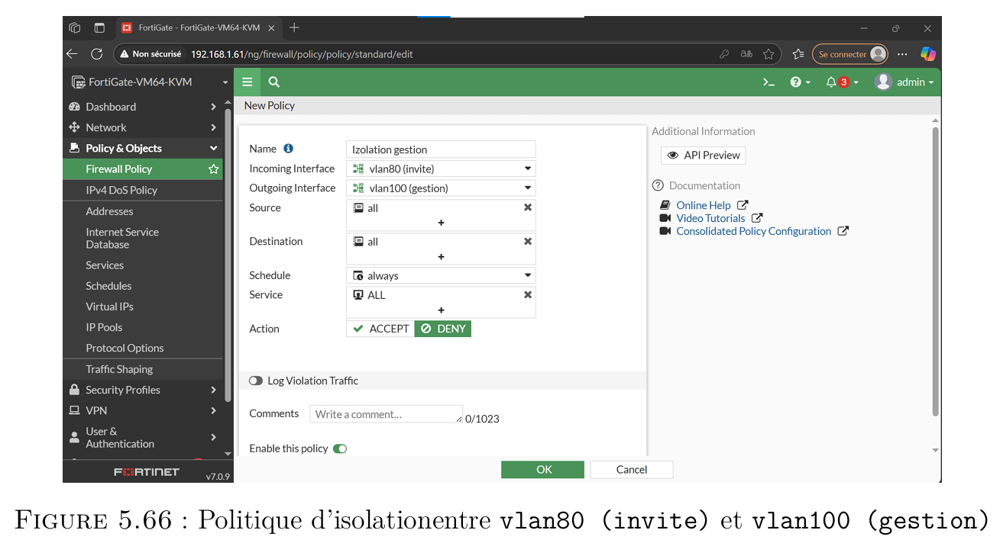 FortiGate - FortiGate-VM64-KVM
Non sécurisé 192.168.1.61/ng/firewall/policy/policy/standard/edit
aあ
Se connecter
FortiGate-VM64-KVM
3
admin
Dashboard
Network
Policy & Objects
Firewall Policy
IPv4 DoS Policy
Addresses
Internet Service
Database
Services
Schedules
Virtual IPs
IP Pools
Protocol Options
Traffic Shaping
Security Profiles
VPN
User &
Authentication
FORTINET
v7.0.9
New Policy
Name Izolation gestion
Incoming Interface vlan80 (invite)
Outgoing Interface vlan100 (gestion)
Source all
+
Destination all
+
Schedule always
Service ALL
+
Action ACCEPT DENY
Log Violation Traffic
Comments Write a comment... 0/1023
Enable this policy
OK Cancel
Additional Information
API Preview
Documentation
Online Help
Video Tutorials
Consolidated Policy Configuration
FIGURE 5.66 : Politique d'isolationentre vlan80 (invite) et vlan100 (gestion)